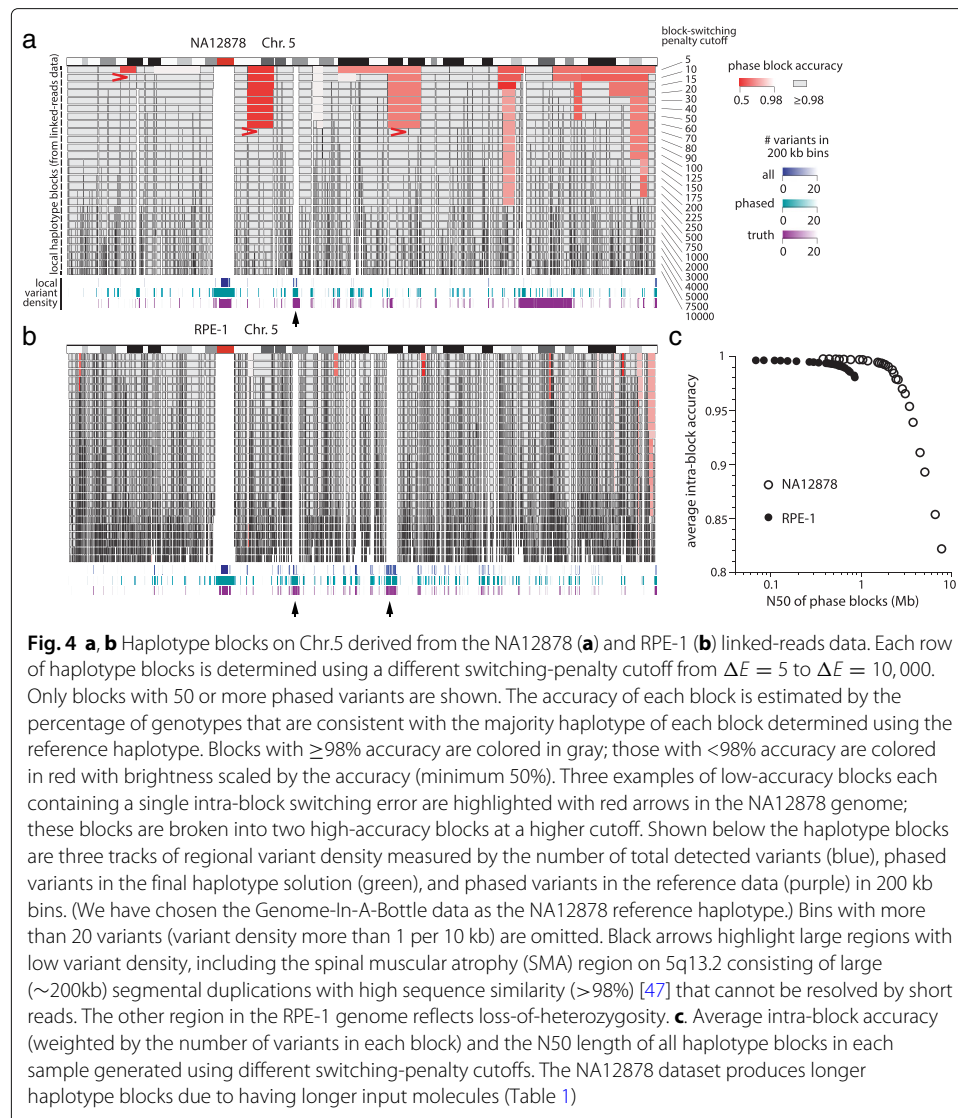 a
NA12878 Chr. 5
block-switching
penalty cutoff
5
10
15
20
30
40
50
60
70
80
90
100
125
150
175
200
225
250
500
750
1000
2000
3000
4000
5000
7500
10000
phase block accuracy
0.5 0.98 ≥0.98
# variants in
200 kb bins
all
0 20
phased
0 20
truth
0 20
local haplotype blocks (from linked-reads data)
local
variant
density
b
RPE-1 Chr. 5
c
1
0.95
0.9
0.85
0.8
average intra-block accuracy
NA12878
RPE-1
0.1 1 10
N50 of phase blocks (Mb)
Fig. 4 a, b Haplotype blocks on Chr.5 derived from the NA12878 (a) and RPE-1 (b) linked-reads data. Each row
of haplotype blocks is determined using a different switching-penalty cutoff from ΔE = 5 to ΔE = 10, 000.
Only blocks with 50 or more phased variants are shown. The accuracy of each block is estimated by the
percentage of genotypes that are consistent with the majority haplotype of each block determined using the
reference haplotype. Blocks with ≥98% accuracy are colored in gray; those with <98% accuracy are colored
in red with brightness scaled by the accuracy (minimum 50%). Three examples of low-accuracy blocks each
containing a single intra-block switching error are highlighted with red arrows in the NA12878 genome;
these blocks are broken into two high-accuracy blocks at a higher cutoff. Shown below the haplotype blocks
are three tracks of regional variant density measured by the number of total detected variants (blue), phased
variants in the final haplotype solution (green), and phased variants in the reference data (purple) in 200 kb
bins. (We have chosen the Genome-In-A-Bottle data as the NA12878 reference haplotype.) Bins with more
than 20 variants (variant density more than 1 per 10 kb) are omitted. Black arrows highlight large regions with
low variant density, including the spinal muscular atrophy (SMA) region on 5q13.2 consisting of large
(∼200kb) segmental duplications with high sequence similarity (>98%) [47] that cannot be resolved by short
reads. The other region in the RPE-1 genome reflects loss-of-heterozygosity. c. Average intra-block accuracy
(weighted by the number of variants in each block) and the N50 length of all haplotype blocks in each
sample generated using different switching-penalty cutoffs. The NA12878 dataset produces longer
haplotype blocks due to having longer input molecules (Table 1)